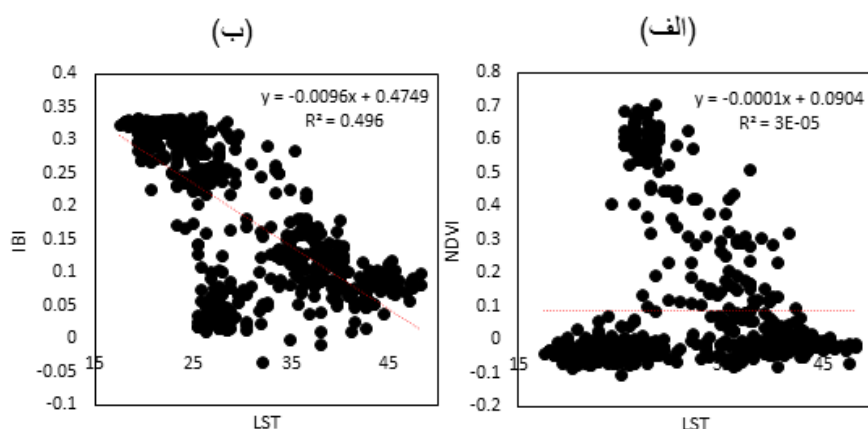 (ب)
IBI
0.4
0.35
0.3
0.25
0.2
0.15
0.1
0.05
0
-0.05
-0.1
y = -0.0096x + 0.4749
R² = 0.496
15 25 35 45
LST
(الف)
NDVI
0.8
0.7
0.6
0.5
0.4
0.3
0.2
0.1
0
-0.1
-0.2
y = -0.0001x + 0.0904
R² = 3E-05
15 45
LST